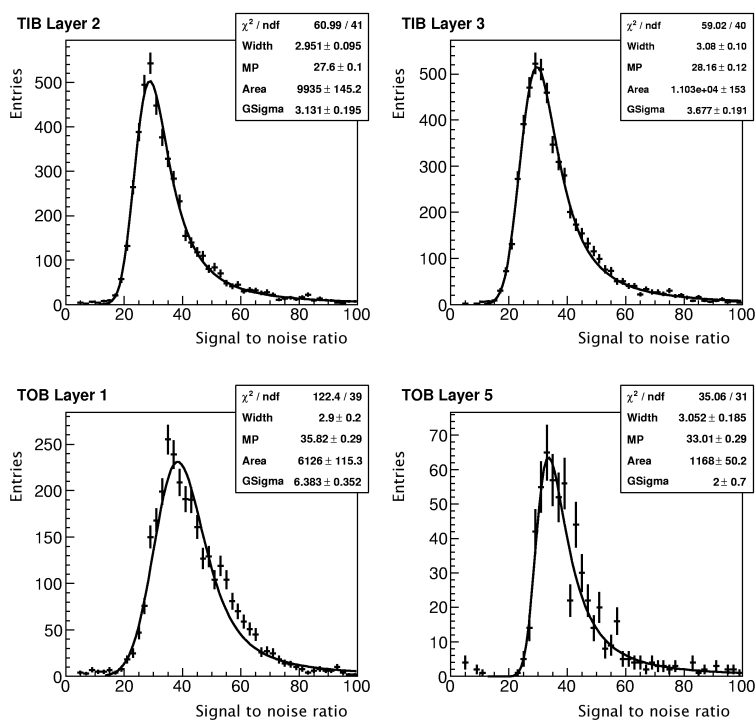 TIB Layer 2
χ² / ndf 60.99 / 41
Width 2.951 ± 0.095
MP 27.6 ± 0.1
Area 9935 ± 145.2
GSigma 3.131 ± 0.195
Entries
500
400
300
200
100
0
0 20 40 60 80 100
Signal to noise ratio
TIB Layer 3
χ² / ndf 59.02 / 40
Width 3.08 ± 0.10
MP 28.16 ± 0.12
Area 1.103e+04 ± 153
GSigma 3.677 ± 0.191
Entries
500
400
300
200
100
0
0 20 40 60 80 100
Signal to noise ratio
TOB Layer 1
χ² / ndf 122.4 / 39
Width 2.9 ± 0.2
MP 35.82 ± 0.29
Area 6126 ± 115.3
GSigma 6.383 ± 0.352
Entries
250
200
150
100
50
0
0 20 40 60 80 100
Signal to noise ratio
TOB Layer 5
χ² / ndf 35.06 / 31
Width 3.052 ± 0.185
MP 33.01 ± 0.29
Area 1168 ± 50.2
GSigma 2 ± 0.7
Entries
70
60
50
40
30
20
10
0
0 20 40 60 80 100
Signal to noise ratio